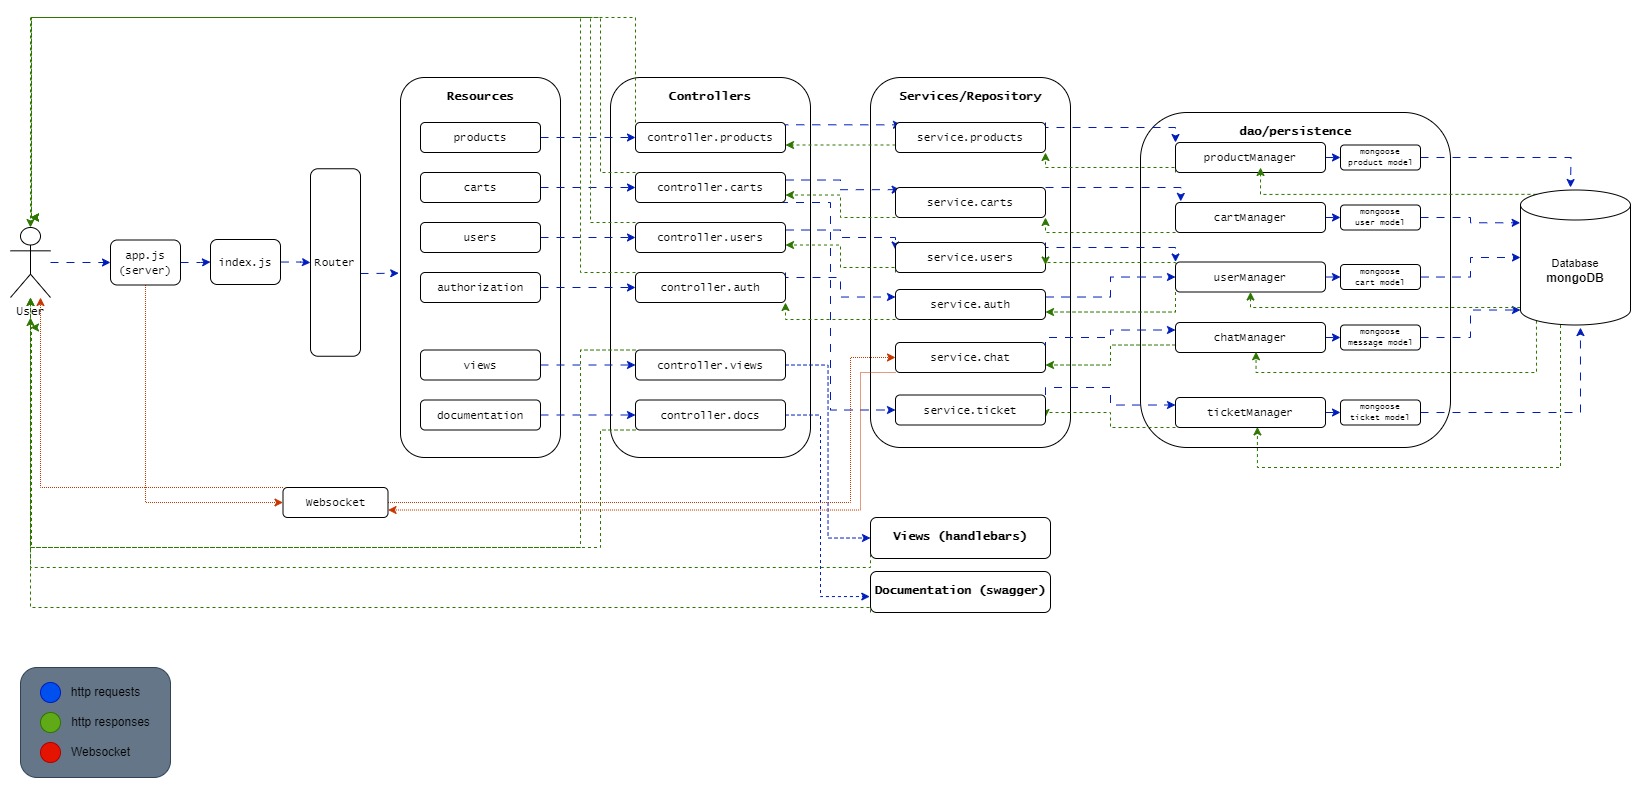 Resources
products
carts
users
authorization
views
documentation
Controllers
controller.products
controller.carts
controller.users
controller.auth
controller.views
controller.docs
Services/Repository
service.products
service.carts
service.users
service.auth
service.chat
service.ticket
dao/persistence
productManager
mongoose
product model
cartManager
mongoose
user model
userManager
mongoose
cart model
chatManager
mongoose
message model
ticketManager
mongoose
ticket model
Database
mongoDB
User
app.js
(server)
index.js
Router
Websocket
Views (handlebars)
Documentation (swagger)
http requests
http responses
Websocket